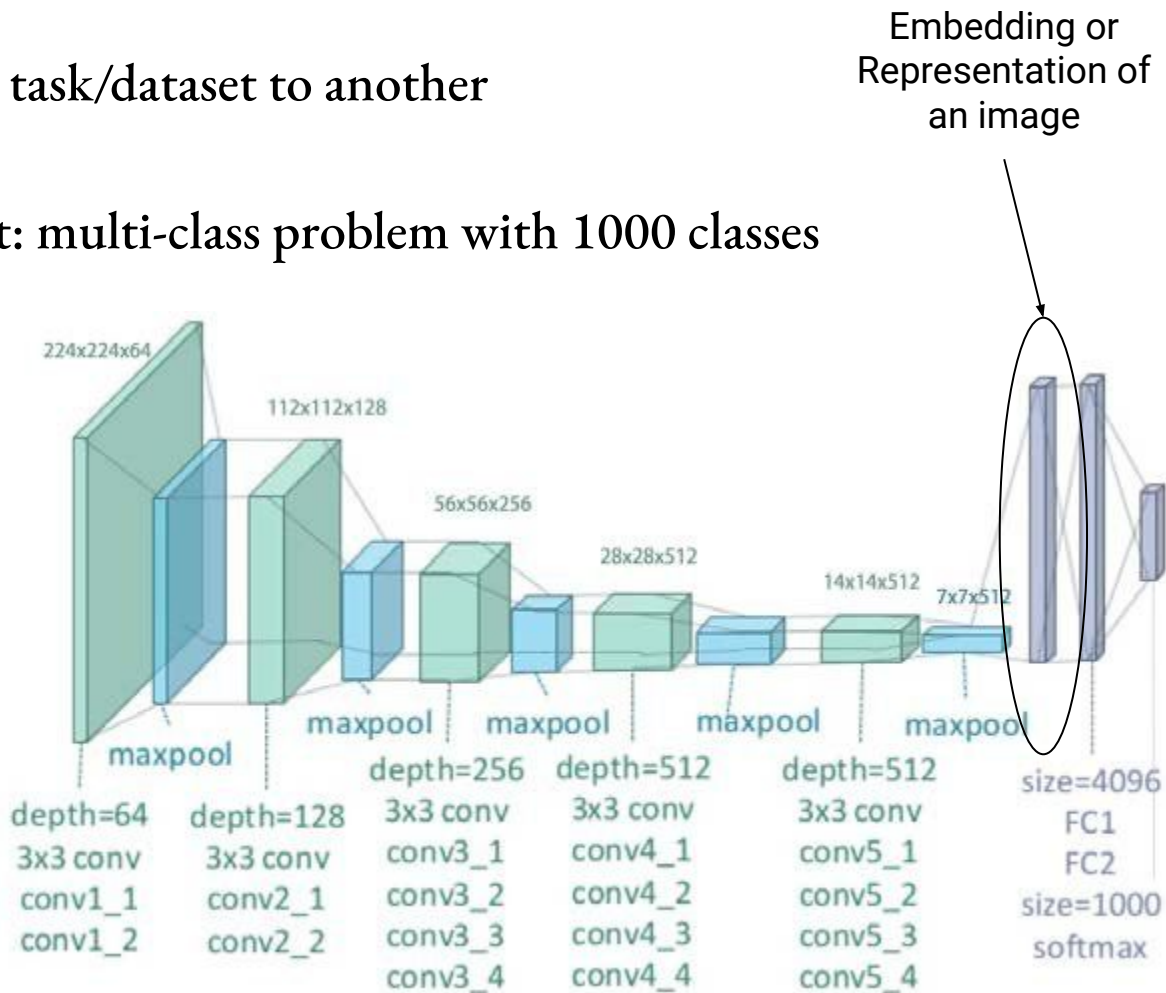 Embedding or
Representation of
an image
task/dataset to another
t: multi-class problem with 1000 classes
224x224x64
112x112x128
56x56x256
28x28x512
14x14x512
7x7x512
maxpool
maxpool
maxpool
maxpool
maxpool
depth=64
3x3 conv
conv1_1
conv1_2
depth=128
3x3 conv
conv2_1
conv2_2
depth=256
3x3 conv
conv3_1
conv3_2
conv3_3
conv3_4
depth=512
3x3 conv
conv4_1
conv4_2
conv4_3
conv4_4
depth=512
3x3 conv
conv5_1
conv5_2
conv5_3
conv5_4
size=4096
FC1
FC2
size=1000
softmax